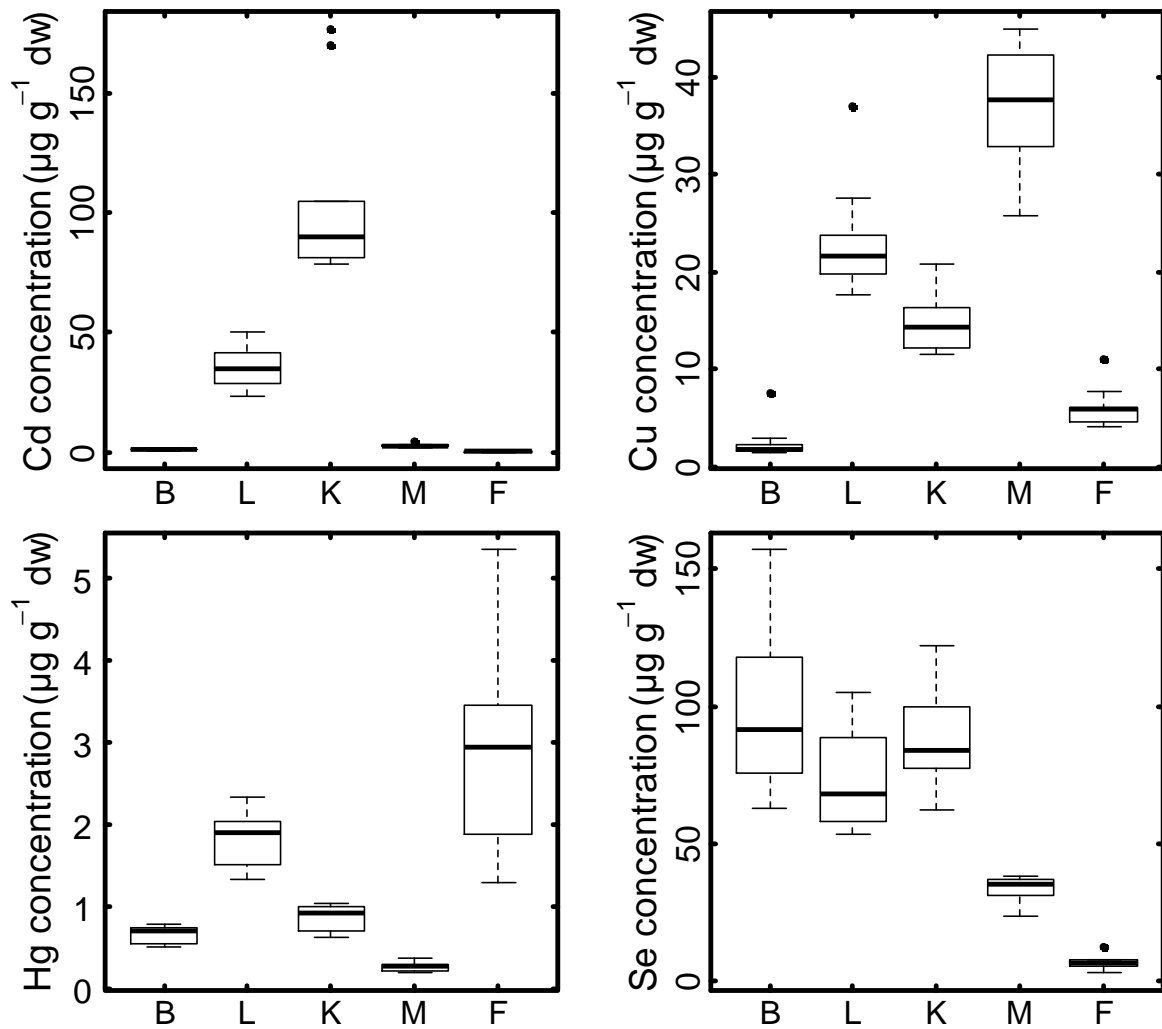 Cd concentration (µg g⁻¹ dw)
150
100
50
0
B L K M F
Cu concentration (µg g⁻¹ dw)
40
30
20
10
0
B L K M F
Hg concentration (µg g⁻¹ dw)
5
4
3
2
1
0
B L K M F
Se concentration (µg g⁻¹ dw)
150
100
50
0
B L K M F